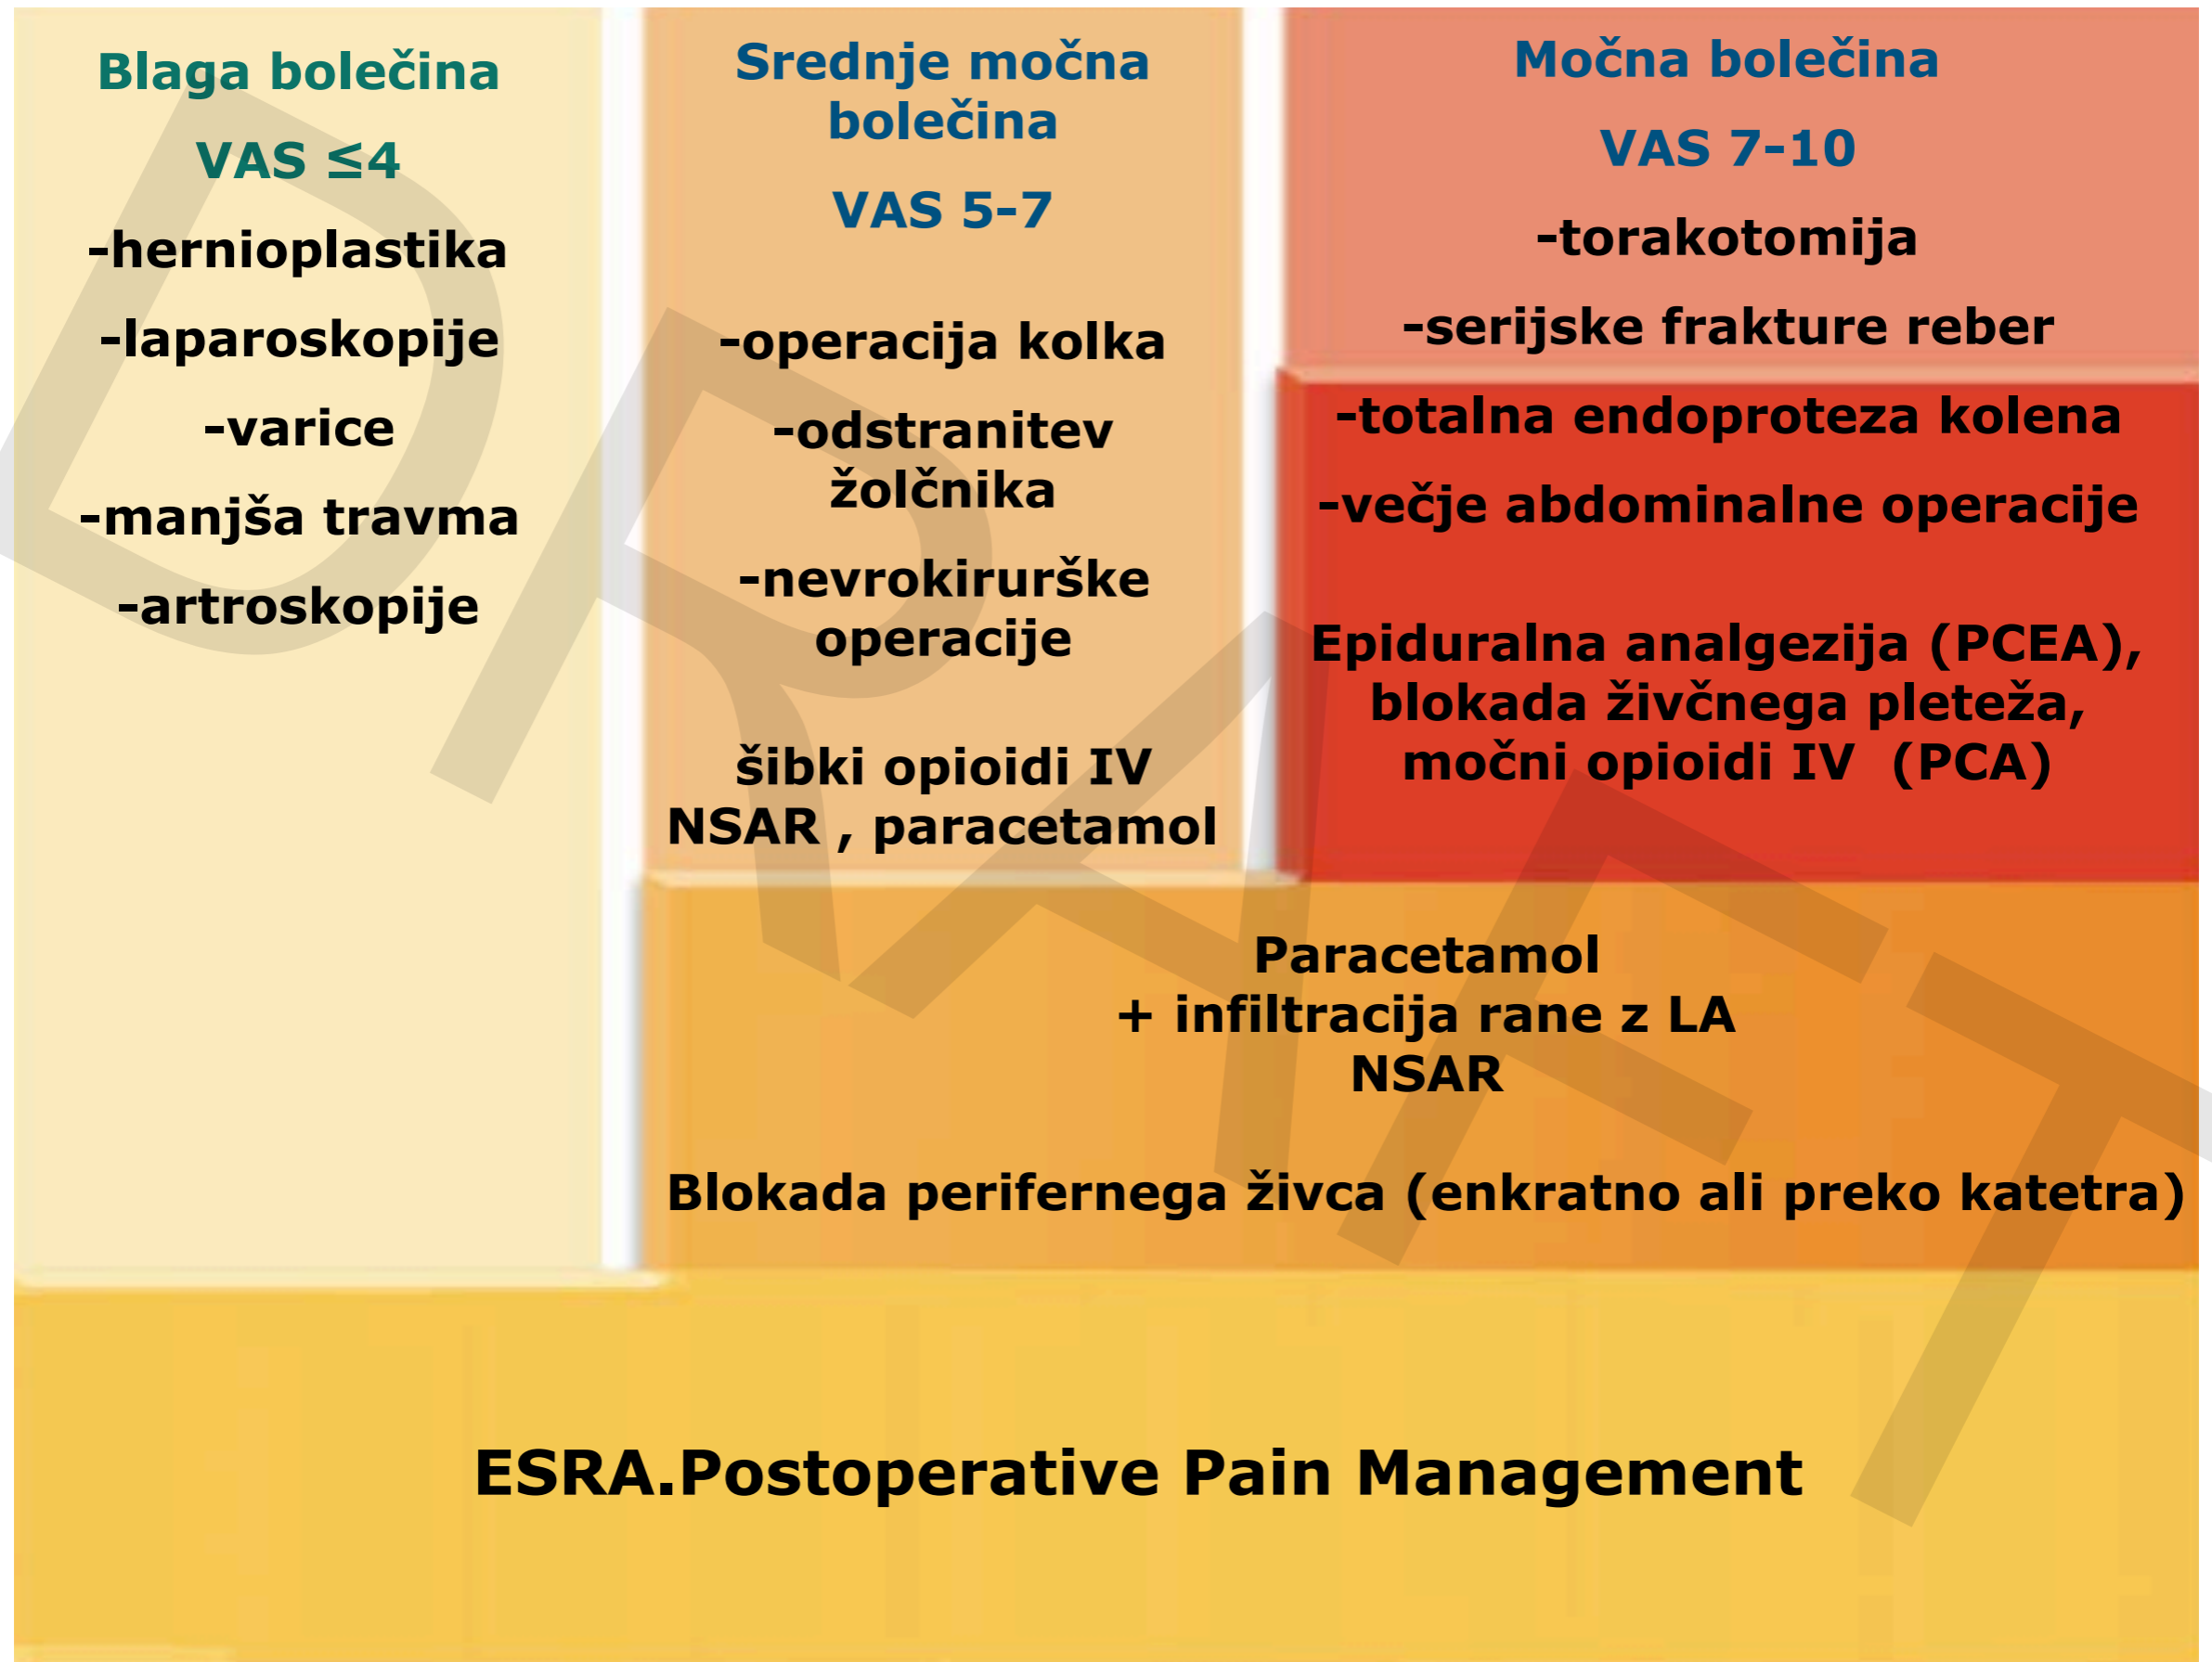 Blaga bolečina
VAS ≤4
-hernioplastika
-laparoskopije
-varice
-manjša travma
-artroskopije
Srednje močna
bolečina
VAS 5-7
-operacija kolka
-odstranitev
žolčnika
-nevrokirurške
operacije
šibki opioidi IV
NSAR , paracetamol
Močna bolečina
VAS 7-10
-torakotomija
-serijske frakture reber
-totalna endoproteza kolena
-večje abdominalne operacije
Epiduralna analgezija (PCEA),
blokada živčnega pleteža,
močni opioidi IV  (PCA)
Paracetamol
+ infiltracija rane z LA
NSAR
Blokada perifernega živca (enkratno ali preko katetra)
ESRA.Postoperative Pain Management
DRAFT